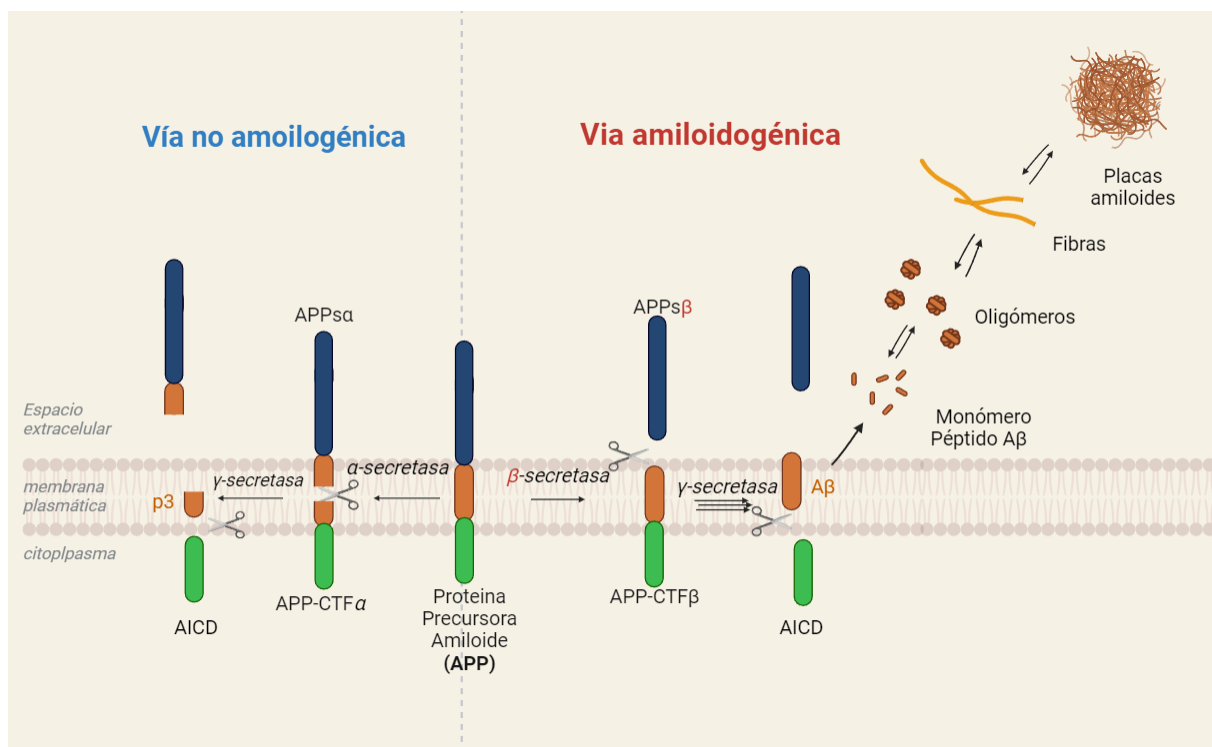 Vía no amoilogénica
Via amiloidogénica
Placas
amiloides
Fibras
Oligómeros
Monómero
Péptido Aβ
APPsα
APPsβ
Espacio
extracelular
membrana
plasmática
citoplpasma
p3
γ-secretasa
α-secretasa
β-secretasa
γ-secretasa
Aβ
AICD
APP-CTFα
Proteina
Precursora
Amiloide
(APP)
APP-CTFβ
AICD